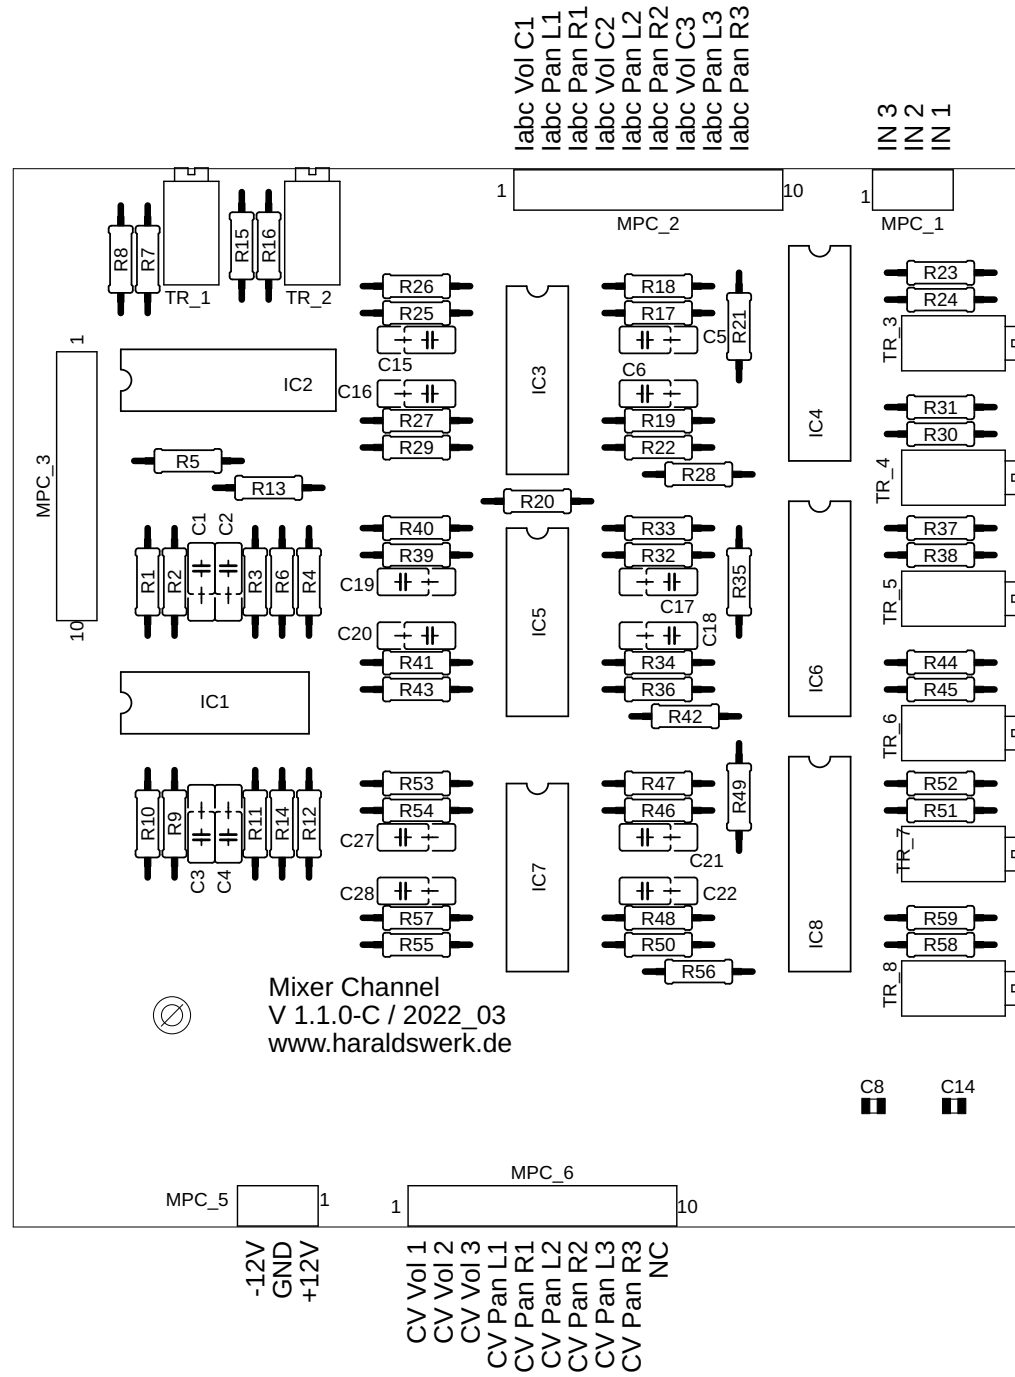 Iabc Vol C1
Iabc Pan L1
Iabc Pan R1
Iabc Vol C2
Iabc Pan L2
Iabc Pan R2
Iabc Vol C3
Iabc Pan L3
Iabc Pan R3
IN 3
IN 2
IN 1
1
10
MPC_2
1
MPC_1
R8
R7
TR_1
R15
R16
TR_2
R26
R25
C15
C16
R27
R29
IC3
R18
R17
C5
R21
C6
R19
R22
R28
IC4
R23
R24
TR_3
R31
R30
TR_4
1
MPC_3
10
IC2
R5
R13
R20
C1
C2
R1
R2
R3
R6
R4
R40
R39
C19
C20
R41
R43
IC5
R33
R32
C17
C18
R35
R34
R36
R42
IC6
R37
R38
TR_5
R44
R45
TR_6
IC1
R10
R9
C3
C4
R11
R14
R12
R53
R54
C27
C28
R57
R55
IC7
R47
R46
C21
R49
C22
R48
R50
R56
IC8
R52
R51
TR_7
R59
R58
TR_8
Mixer Channel
V 1.1.0-C / 2022_03
www.haraldswerk.de
C8
C14
MPC_5
1
MPC_6
1
10
-12V
GND
+12V
CV Vol 1
CV Vol 2
CV Vol 3
CV Pan L1
CV Pan R1
CV Pan L2
CV Pan R2
CV Pan L3
CV Pan R3
NC